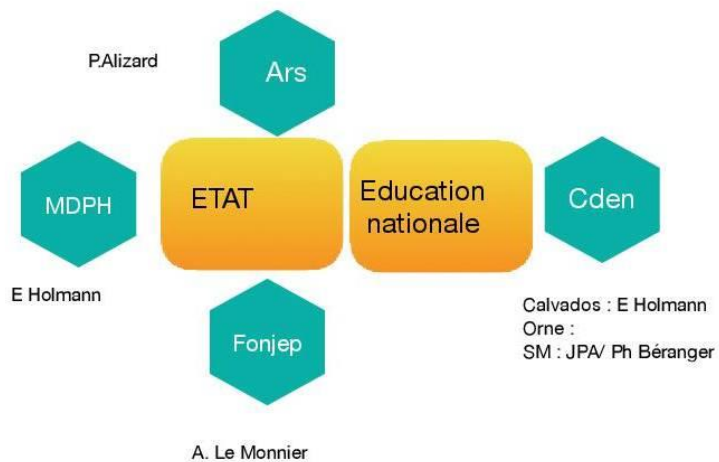 P.Alizard
Ars
MDPH
ETAT
Education
nationale
Cden
E Holmann
Fonjep
Calvados : E Holmann
Orne :
SM : JPA/ Ph Béranger
A. Le Monnier